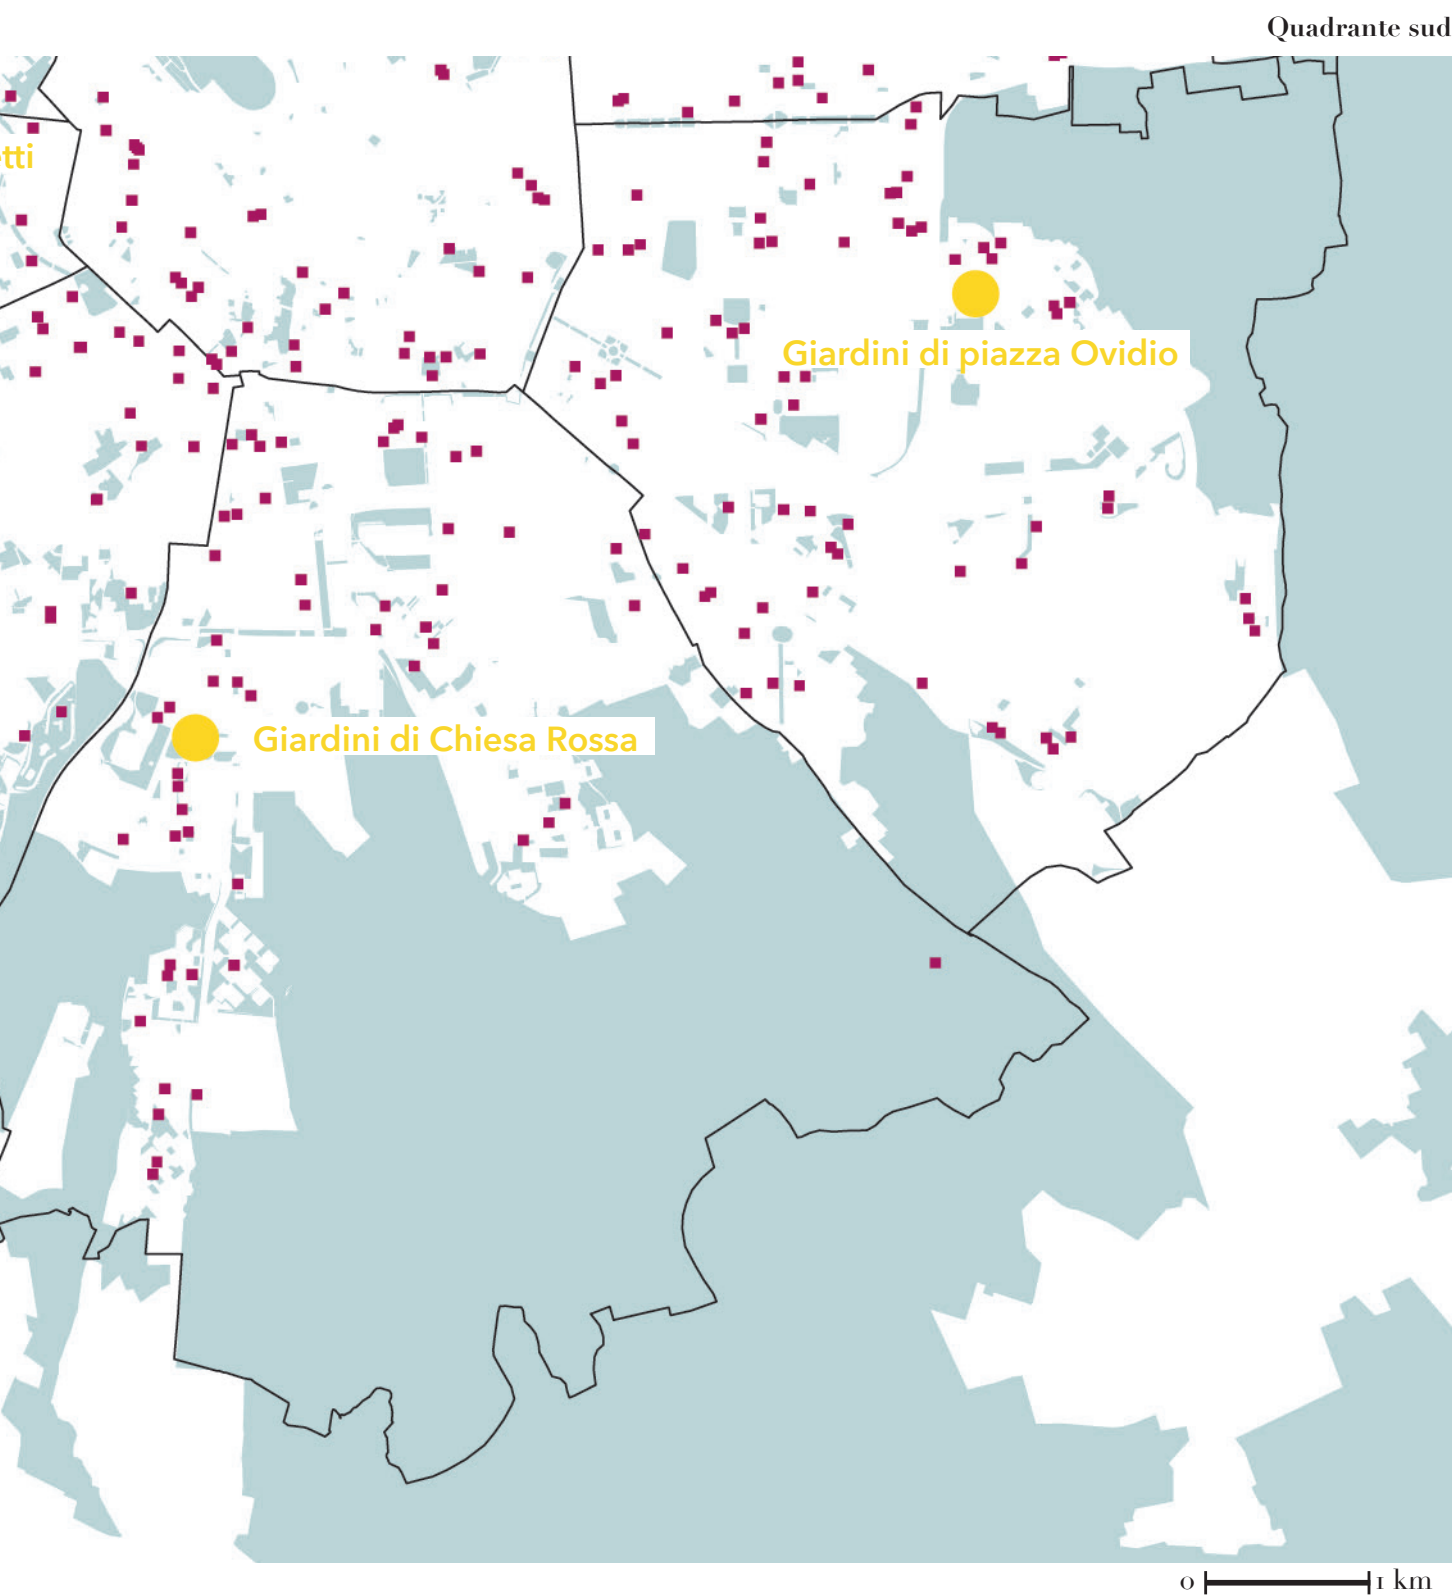 Quadrante sud
tti
Giardini di piazza Ovidio
Giardini di Chiesa Rossa
0 1 km